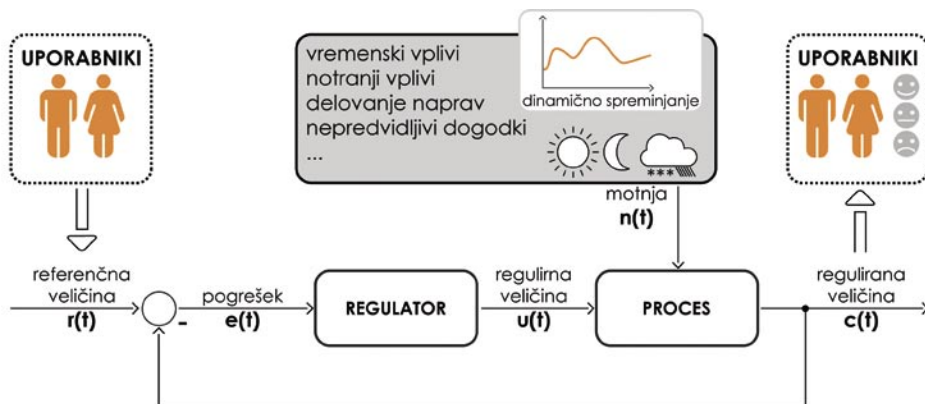 UPORABNIKI
vremenski vplivi
notranji vplivi
delovanje naprav
nepredvidljivi dogodki
...
dinamično spreminjanje
UPORABNIKI
motnja
n(t)
referenčna
veličina
r(t)
-
pogrešek
e(t)
REGULATOR
regulirna
veličina
u(t)
PROCES
regulirana
veličina
c(t)